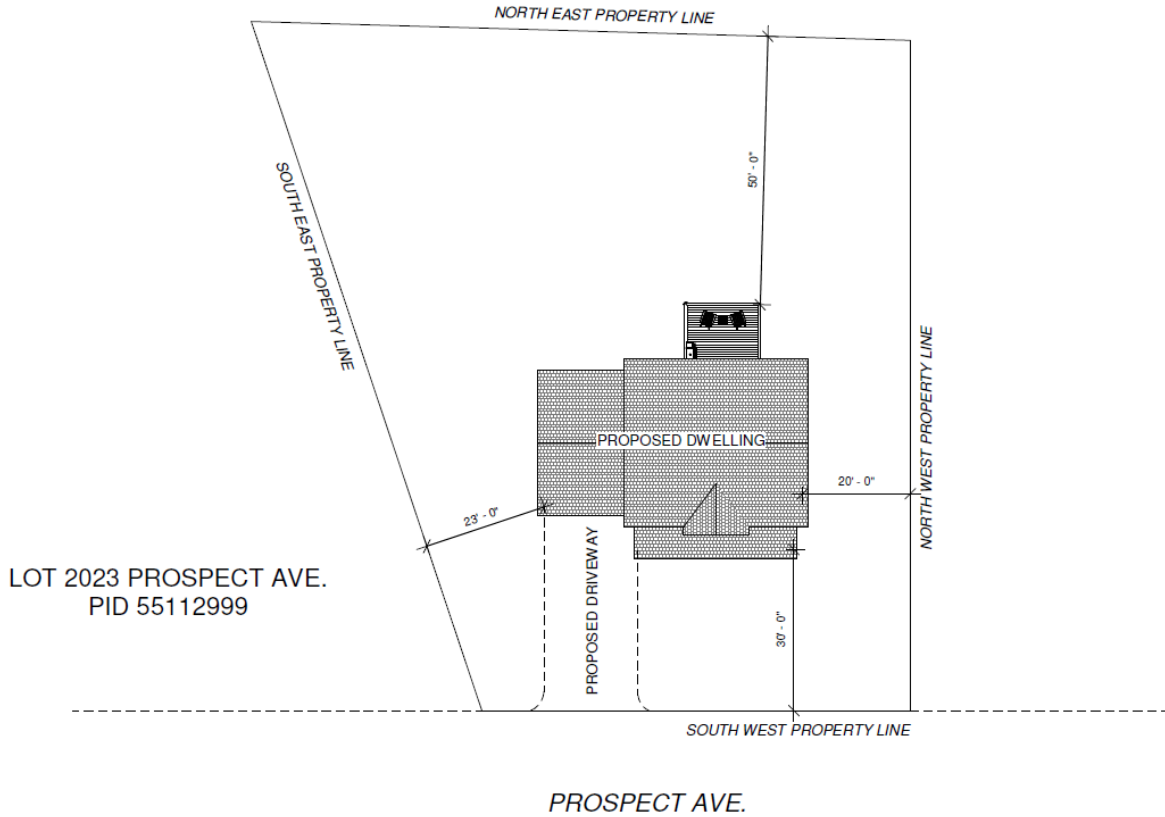 NORTH EAST PROPERTY LINE
50' - 0"
SOUTH EAST PROPERTY LINE
NORTH WEST PROPERTY LINE
PROPOSED DWELLING
20' - 0"
23' - 0"
LOT 2023 PROSPECT AVE.
PID 55112999
PROPOSED DRIVEWAY
30' - 0"
SOUTH WEST PROPERTY LINE
PROSPECT AVE.